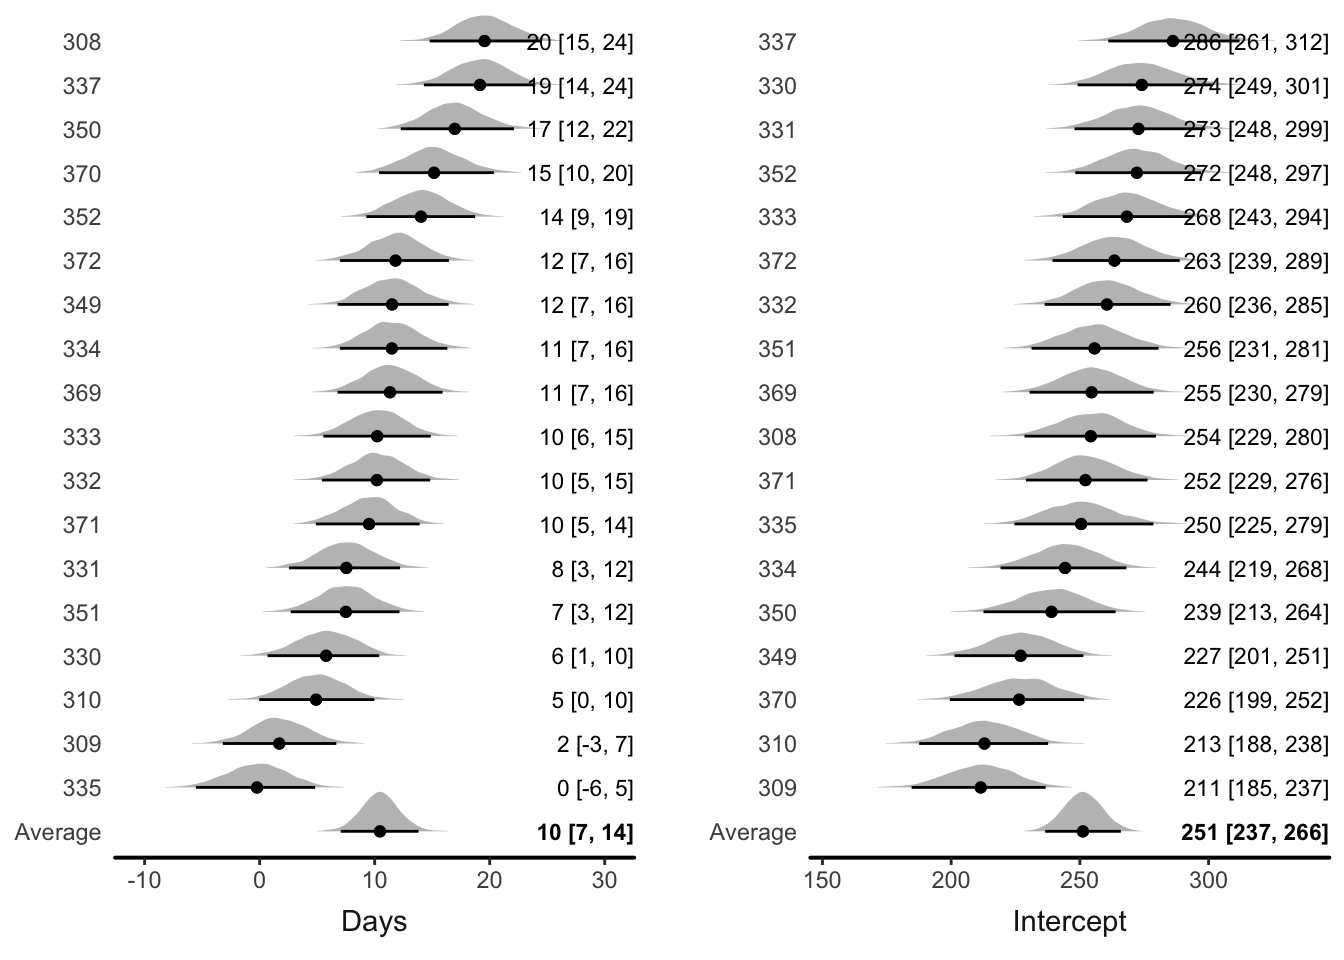 308 20 [15, 24]
337 19 [14, 24]
350 17 [12, 22]
370 15 [10, 20]
352 14 [9, 19]
372 12 [7, 16]
349 12 [7, 16]
334 11 [7, 16]
369 11 [7, 16]
333 10 [6, 15]
332 10 [5, 15]
371 10 [5, 14]
331 8 [3, 12]
351 7 [3, 12]
330 6 [1, 10]
310 5 [0, 10]
309 2 [-3, 7]
335 0 [-6, 5]
Average 10 [7, 14]
-10 0 10 20 30
Days
337 286 [261, 312]
330 274 [249, 301]
331 273 [248, 299]
352 272 [248, 297]
333 268 [243, 294]
372 263 [239, 289]
332 260 [236, 285]
351 256 [231, 281]
369 255 [230, 279]
308 254 [229, 280]
371 252 [229, 276]
335 250 [225, 279]
334 244 [219, 268]
350 239 [213, 264]
349 227 [201, 251]
370 226 [199, 252]
310 213 [188, 238]
309 211 [185, 237]
Average 251 [237, 266]
150 200 250 300
Intercept